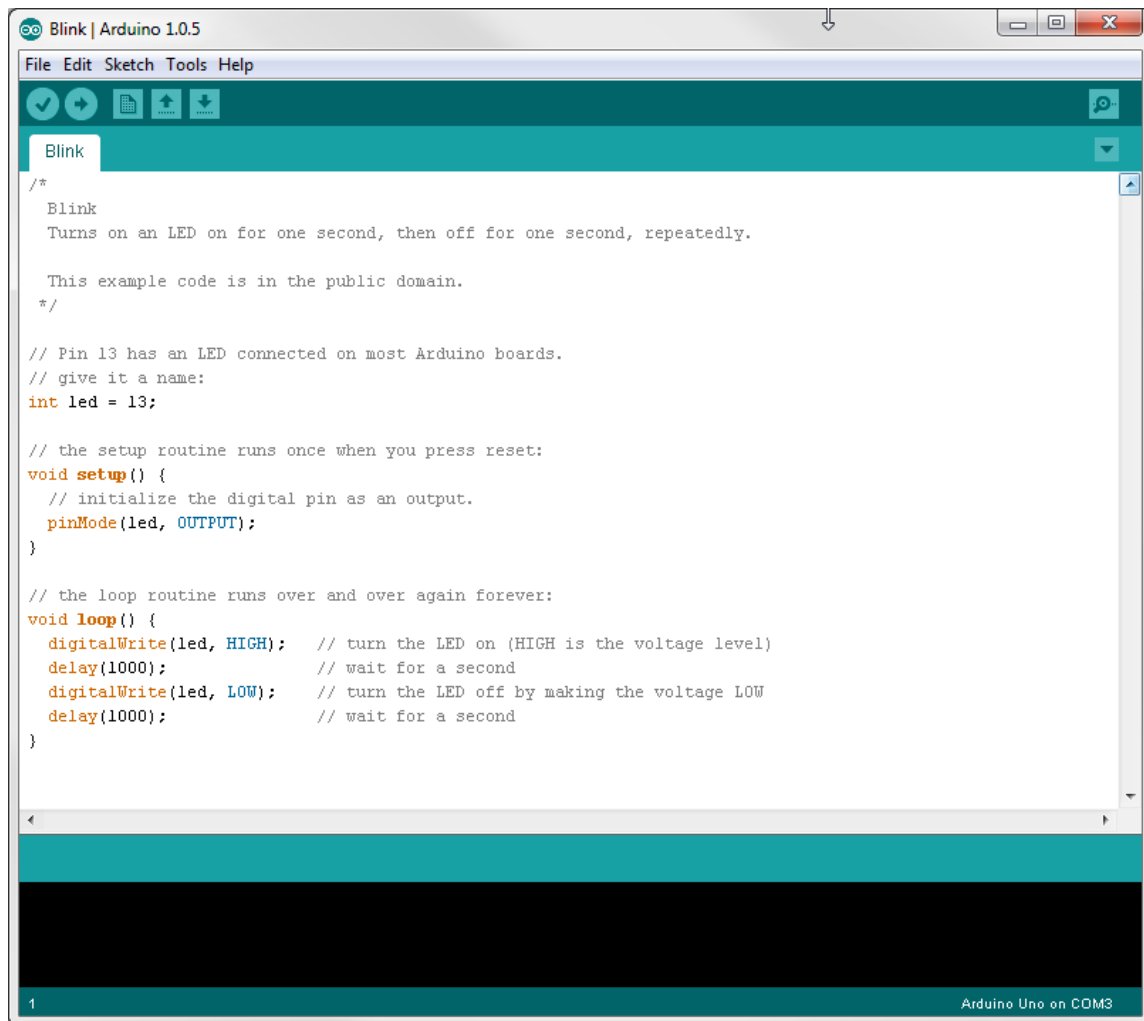 Blink | Arduino 1.0.5
File Edit Sketch Tools Help
Blink
/*
  Blink
  Turns on an LED on for one second, then off for one second, repeatedly.

  This example code is in the public domain.
 */

// Pin 13 has an LED connected on most Arduino boards.
// give it a name:
int led = 13;

// the setup routine runs once when you press reset:
void setup() {
  // initialize the digital pin as an output.
  pinMode(led, OUTPUT);
}

// the loop routine runs over and over again forever:
void loop() {
  digitalWrite(led, HIGH);   // turn the LED on (HIGH is the voltage level)
  delay(1000);               // wait for a second
  digitalWrite(led, LOW);    // turn the LED off by making the voltage LOW
  delay(1000);               // wait for a second
}
1 Arduino Uno on COM3